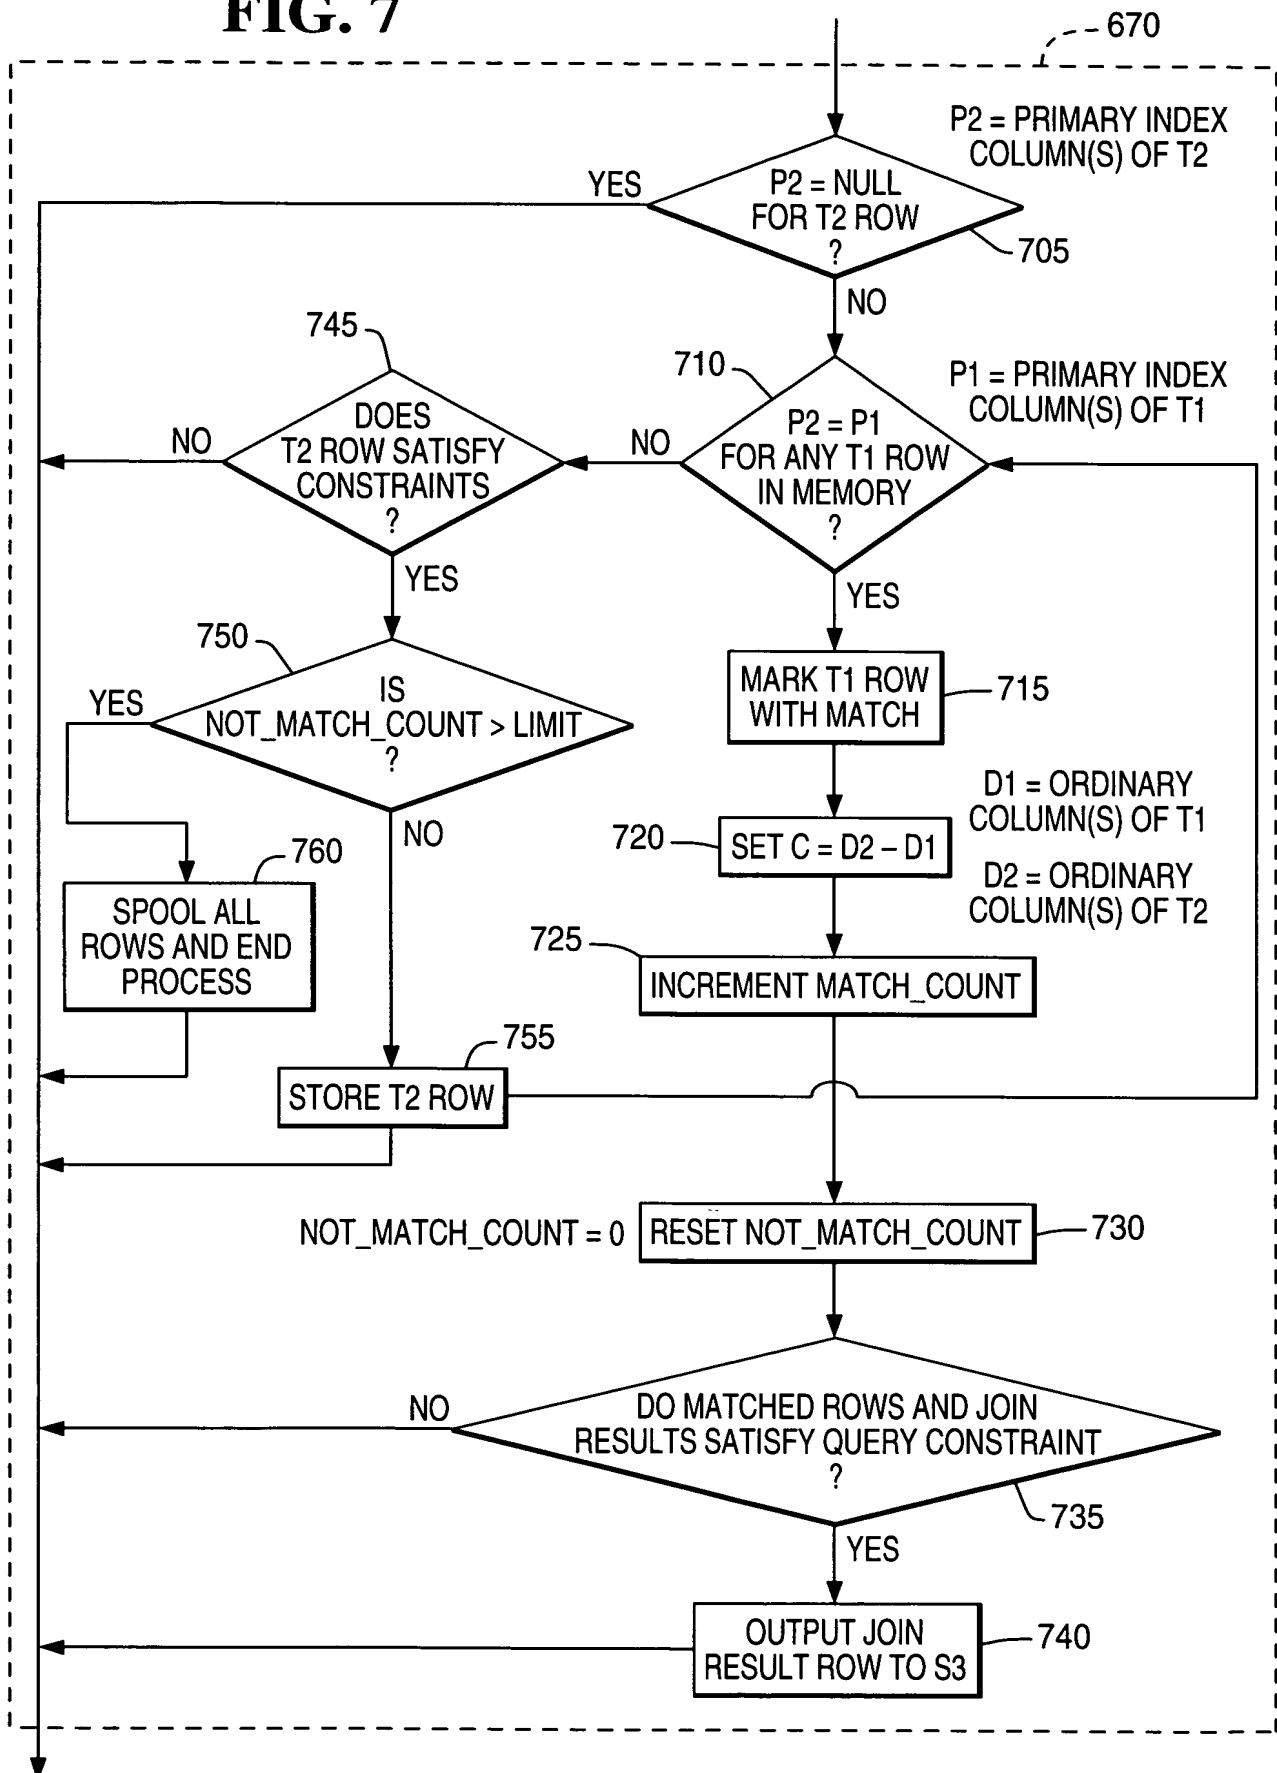 FIG. 7
670
P2 = PRIMARY INDEX
COLUMN(S) OF T2
YES
P2 = NULL
FOR T2 ROW
?
705
NO
745
710
P1 = PRIMARY INDEX
COLUMN(S) OF T1
NO
DOES
T2 ROW SATISFY
CONSTRAINTS
?
NO
P2 = P1
FOR ANY T1 ROW
IN MEMORY
?
YES
YES
750
YES
IS
NOT_MATCH_COUNT > LIMIT
?
MARK T1 ROW
WITH MATCH
715
NO
D1 = ORDINARY
COLUMN(S) OF T1
720
SET C = D2 – D1
760
D2 = ORDINARY
COLUMN(S) OF T2
SPOOL ALL
ROWS AND END
PROCESS
725
INCREMENT MATCH_COUNT
755
STORE T2 ROW
NOT_MATCH_COUNT = 0
RESET NOT_MATCH_COUNT
730
NO
DO MATCHED ROWS AND JOIN
RESULTS SATISFY QUERY CONSTRAINT
?
735
YES
OUTPUT JOIN
RESULT ROW TO S3
740